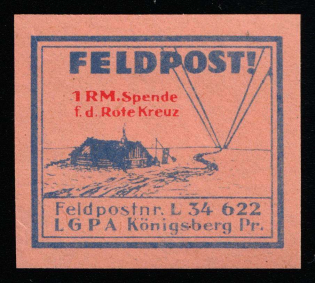 FELDPOST!
1 RM. Spende
f. d. Rote Kreuz
Feldpostnr. L 34 622
LGPA Königsberg Pr.